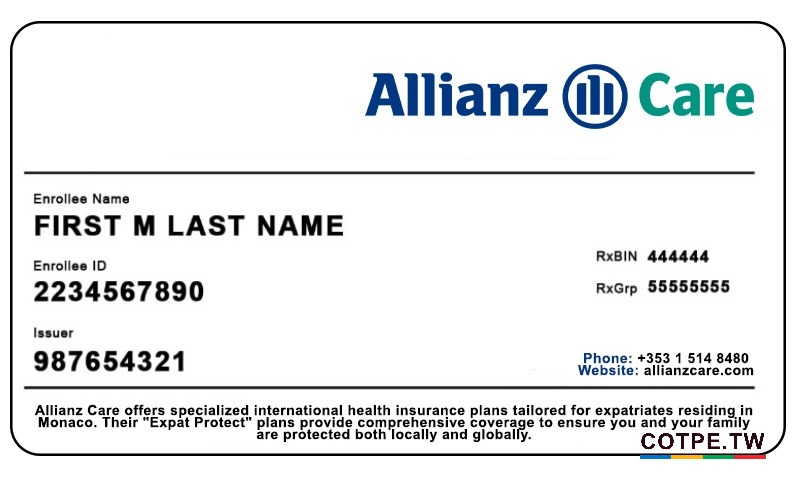 Allianz Care
Enrollee Name
FIRST M LAST NAME
Enrollee ID
2234567890
RxBIN 444444
RxGrp 55555555
Issuer
987654321
Phone: +353 1 514 8480
Website: allianzcare.com
Allianz Care offers specialized international health insurance plans tailored for expatriates residing in
Monaco. Their "Expat Protect" plans provide comprehensive coverage to ensure you and your family
are protected both locally and globally.
COTPE.TW